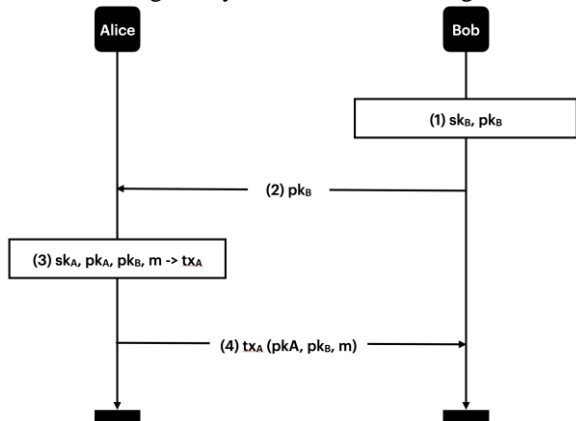 Alice
Bob
(1) skB, pkB
(2) pkB
(3) skA, pkA, pkB, m -> txA
(4) txA (pkA, pkB, m)